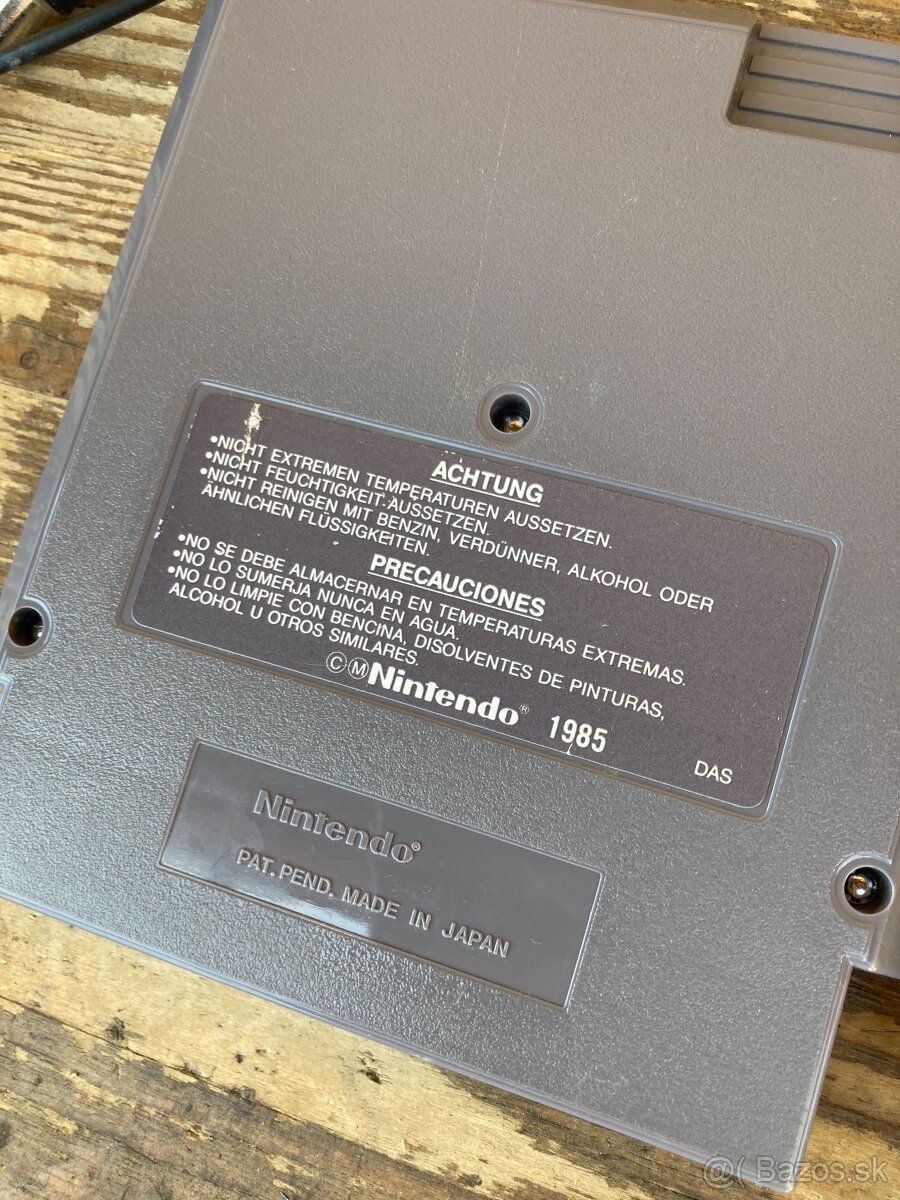 ACHTUNG
•NICHT EXTREMEN TEMPERATUREN AUSSETZEN.
•NICHT FEUCHTIGKEIT AUSSETZEN.
•NICHT REINIGEN MIT BENZIN, VERDÜNNER, ALKOHOL ODER
ÄHNLICHEN FLÜSSIGKEITEN.
PRECAUCIONES
•NO SE DEBE ALMACERNAR EN TEMPERATURAS EXTREMAS.
•NO LO SUMERJA NUNCA EN AGUA.
•NO LO LIMPIE CON BENCINA, DISOLVENTES DE PINTURAS,
ALCOHOL U OTROS SIMILARES.
©Ⓜ Nintendo® 1985
DAS
Nintendo®
PAT. PEND. MADE IN JAPAN
@( Bazos.sk